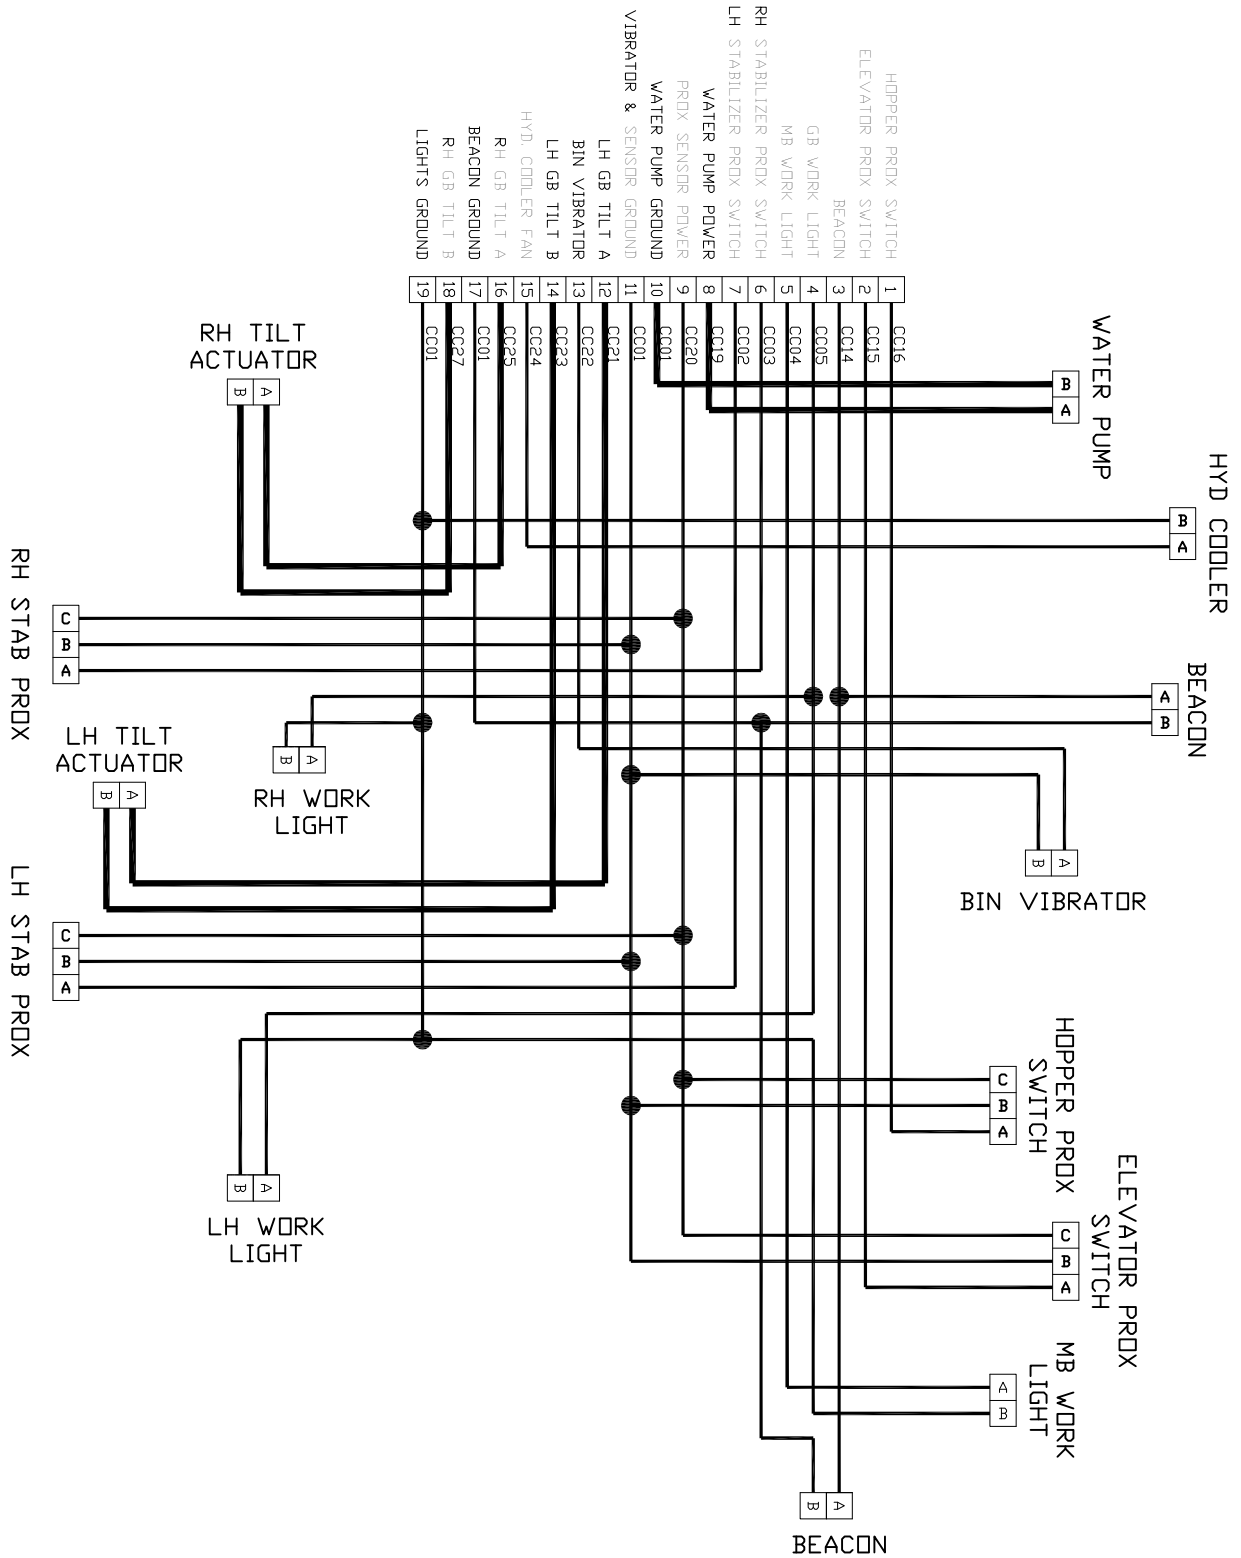 VIBRATOR & SENSOR GROUND
LH STABILIZER PROX SWITCH
RH STABILIZER PROX SWITCH
ELEVATOR PROX SWITCH
HOPPER PROX SWITCH
WATER PUMP GROUND
PROX SENSOR POWER
WATER PUMP POWER
HYD. COOLER FAN
MB WORK LIGHT
GB WORK LIGHT
LIGHTS GROUND
RH GB TILT B
BEACON GROUND
RH GB TILT A
LH GB TILT B
BIN VIBRATOR
LH GB TILT A
BEACON
19 18 17 16 15 14 13 12 11 10 9 8 7 6 5 4 3 2 1
CC01 CC27 CC01 CC25 CC24 CC23 CC22 CC21 CC01 CC01 CC20 CC19 CC02 CC03 CC04 CC05 CC14 CC15 CC16
RH TILT
ACTUATOR
B A
WATER PUMP
B
A
HYD COOLER
B
A
RH STAB PROX
C
B
A
BEACON
A
B
LH TILT
ACTUATOR
B A
B A
RH WORK
LIGHT
B A
BIN VIBRATOR
LH STAB PROX
C
B
A
HOPPER PROX
SWITCH
C
B
A
B A
LH WORK
LIGHT
ELEVATOR PROX
SWITCH
C
B
A
MB WORK
LIGHT
A
B
B A
BEACON